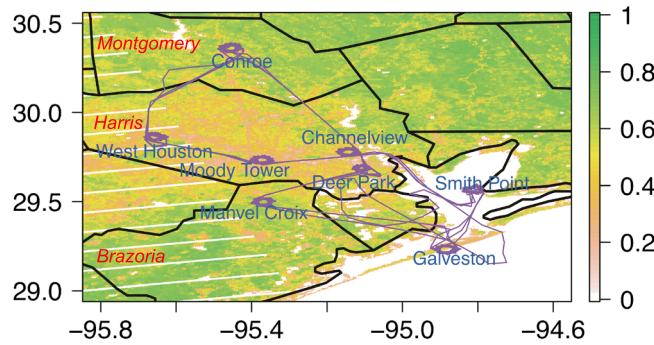 30.5
30.0
29.5
29.0
Montgomery
Conroe
Harris
West Houston
Channelview
Moody Tower
Deer Park
Smith Point
Manvel Croix
Brazoria
Galveston
−95.8
−95.4
−95.0
−94.6
1
0.8
0.6
0.4
0.2
0